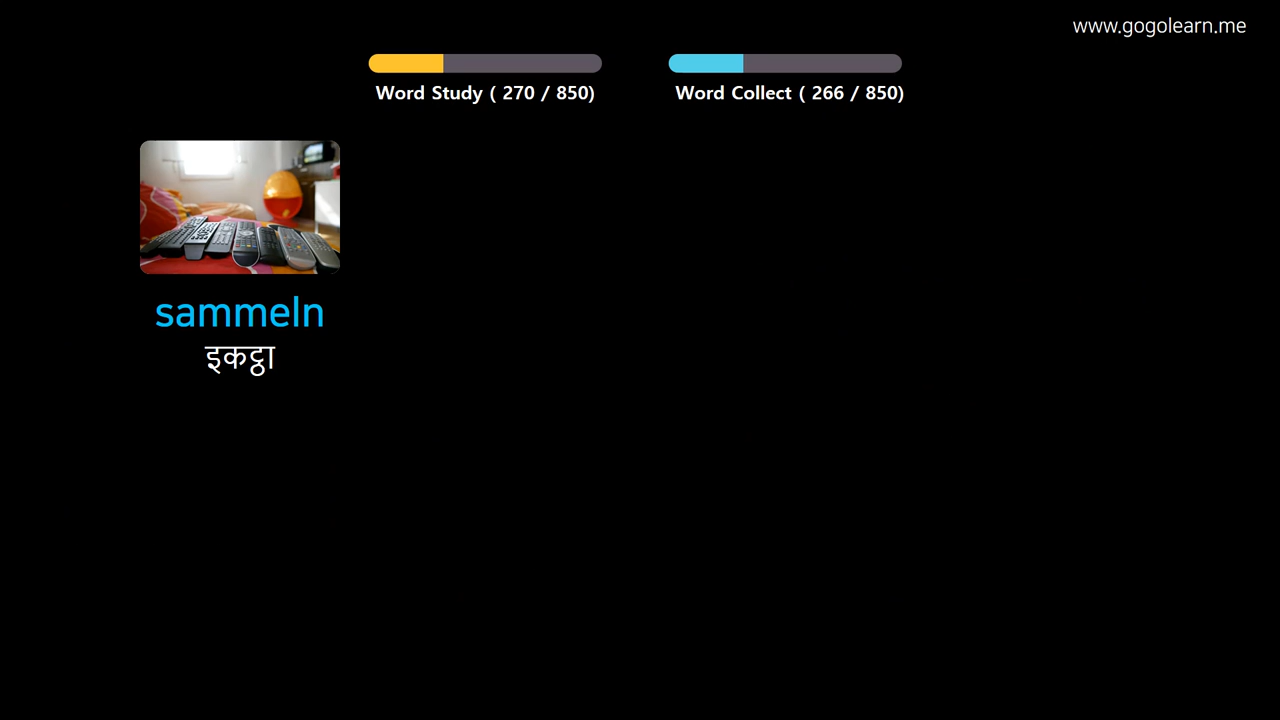 www.gogolearn.me
Word Study ( 270 / 850)
Word Collect ( 266 / 850)
sammeln
इकट्ठा